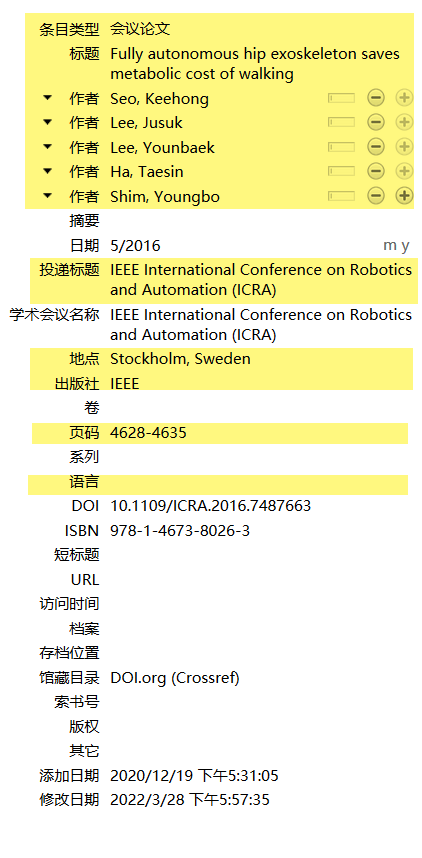 条目类型 会议论文
标题 Fully autonomous hip exoskeleton saves
metabolic cost of walking
作者 Seo, Keehong
作者 Lee, Jusuk
作者 Lee, Younbaek
作者 Ha, Taesin
作者 Shim, Youngbo
摘要
日期 5/2016 m y
投递标题 IEEE International Conference on Robotics
and Automation (ICRA)
学术会议名称 IEEE International Conference on Robotics
and Automation (ICRA)
地点 Stockholm, Sweden
出版社 IEEE
卷
页码 4628-4635
系列
语言
DOI 10.1109/ICRA.2016.7487663
ISBN 978-1-4673-8026-3
短标题
URL
访问时间
档案
存档位置
馆藏目录 DOI.org (Crossref)
索书号
版权
其它
添加日期 2020/12/19 下午5:31:05
修改日期 2022/3/28 下午5:57:35